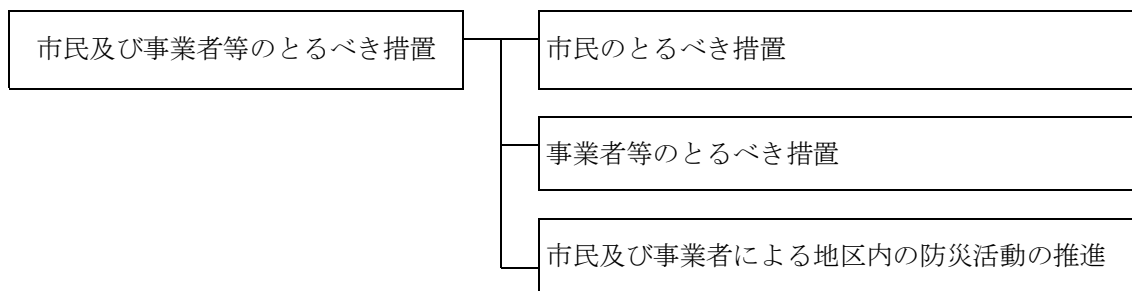 市民及び事業者等のとるべき措置
市民のとるべき措置
事業者等のとるべき措置
市民及び事業者による地区内の防災活動の推進